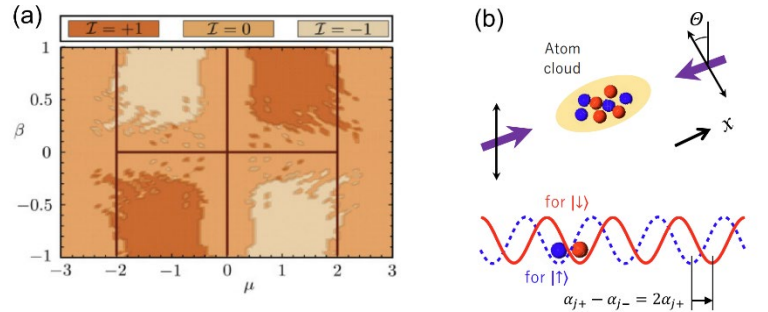 (a)
𝓘 = +1 𝓘 = 0 𝓘 = −1
1
0.5
β 0
−0.5
−1
−3 −2 −1 0 1 2 3
μ
(b)
Θ
Atom
cloud
x
for |↓⟩
for |↑⟩
α_{j+} − α_{j−} = 2α_{j+}